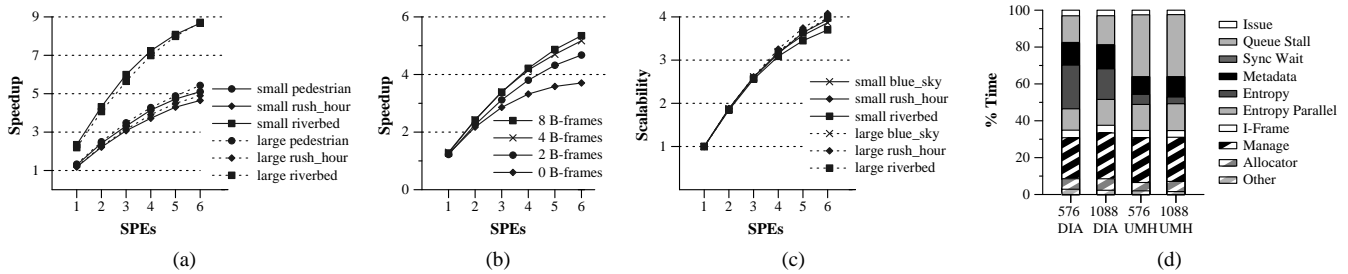 9
7
5
3
1
Speedup
1 2 3 4 5 6
SPEs
small pedestrian
small rush_hour
small riverbed
large pedestrian
large rush_hour
large riverbed
(a)
6
4
2
0
Speedup
1 2 3 4 5 6
SPEs
8 B-frames
4 B-frames
2 B-frames
0 B-frames
(b)
4
3
2
1
0
Scalability
1 2 3 4 5 6
SPEs
small blue_sky
small rush_hour
small riverbed
large blue_sky
large rush_hour
large riverbed
(c)
100
80
60
40
20
0
% Time
576 1088 576 1088
DIA DIA UMH UMH
Issue
Queue Stall
Sync Wait
Metadata
Entropy
Entropy Parallel
I-Frame
Manage
Allocator
Other
(d)